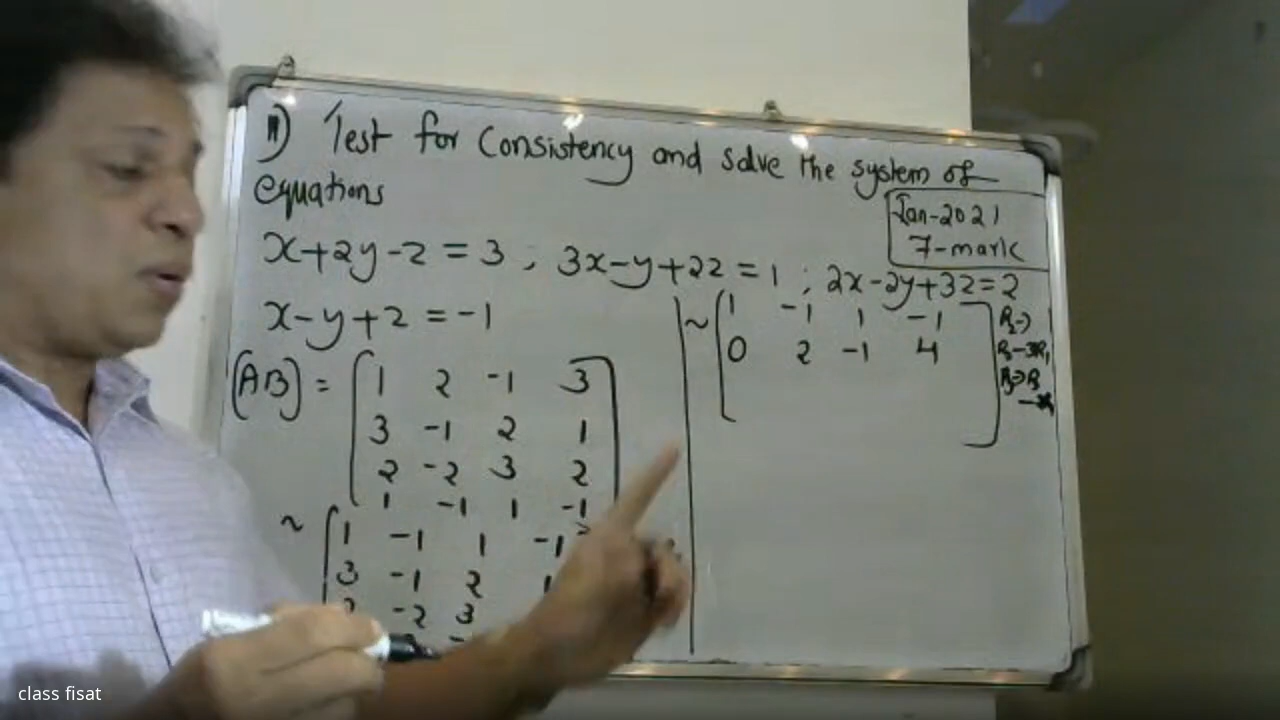 11) Test for Consistency and solve the system of
equations
Jan-2021
7-mark
x+2y-z = 3 ; 3x-y+2z = 1 ; 2x-2y+3z=2
x-y+z = -1
(AB) = [1 2 -1 3
3 -1 2 1
2 -2 3 2
1 -1 1 -1
~ [1 -1 1 -1
3 -1 2 1
2 -2 3
~ [1 -1 1 -1]
0 2 -1 4
R2→
R2-3R1
R3→R3
class fisat